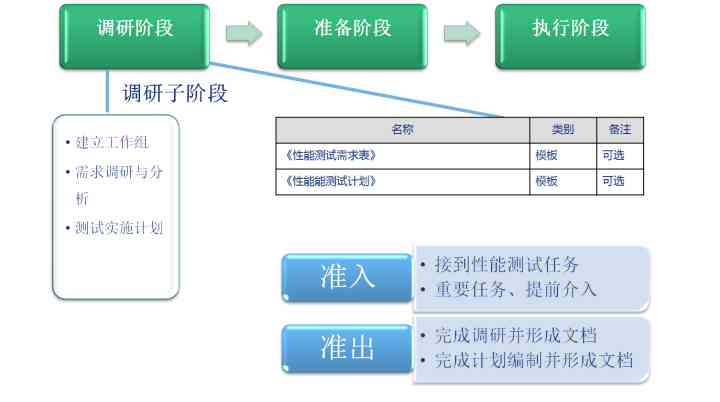 调研阶段
准备阶段
执行阶段
调研子阶段
• 建立工作组
• 需求调研与分
析
• 测试实施计划
名称 类别 备注
《性能测试需求表》 模板 可选
《性能能测试计划》 模板 可选
准入
• 接到性能测试任务
• 重要任务、提前介入
准出
• 完成调研并形成文档
• 完成计划编制并形成文档